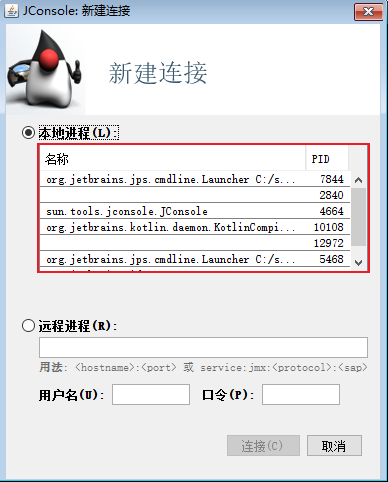 JConsole: 新建连接
新建连接
本地进程(L):
名称 PID
org.jetbrains.jps.cmdline.Launcher C:/s... 7844
2840
sun.tools.jconsole.JConsole 4664
org.jetbrains.kotlin.daemon.KotlinCompi... 10108
12972
org.jetbrains.jps.cmdline.Launcher C:/s... 5468
远程进程(R):
用法: <hostname>:<port> 或 service:jmx:<protocol>:<sap>
用户名(U): 口令(P):
连接(C) 取消